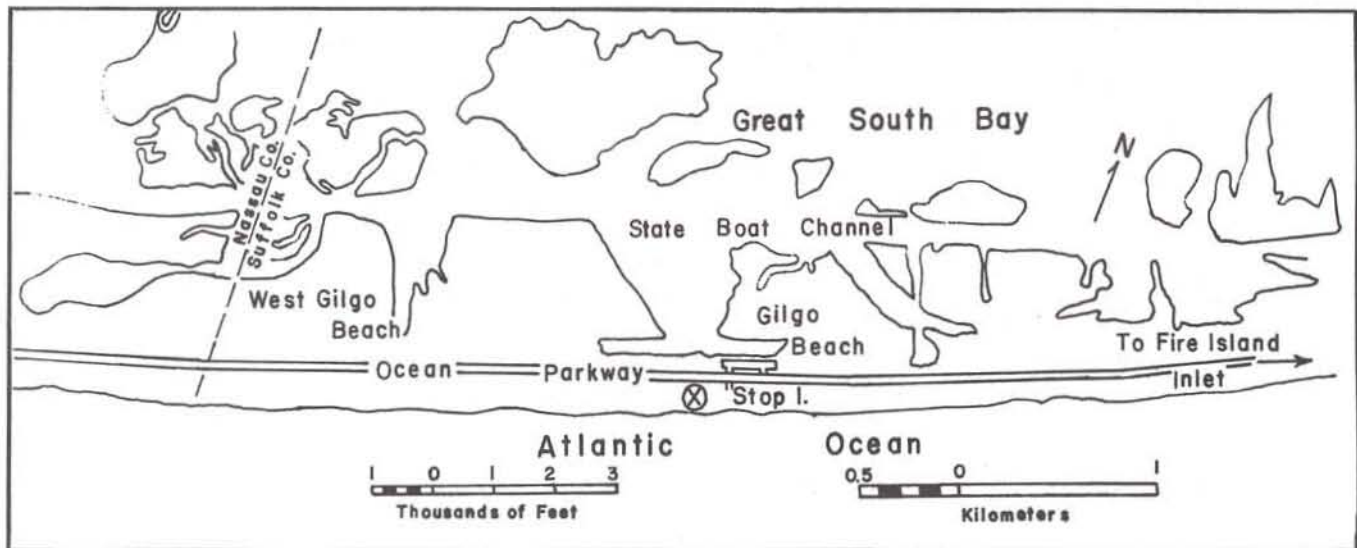 Great South Bay
N
Nassau Co.
Suffolk Co.
State Boat Channel
West Gilgo
Beach
Gilgo
Beach
To Fire Island
Inlet
Ocean Parkway
"Stop 1.
Atlantic Ocean
1 0 1 2 3
Thousands of Feet
0.5 0 1
Kilometers